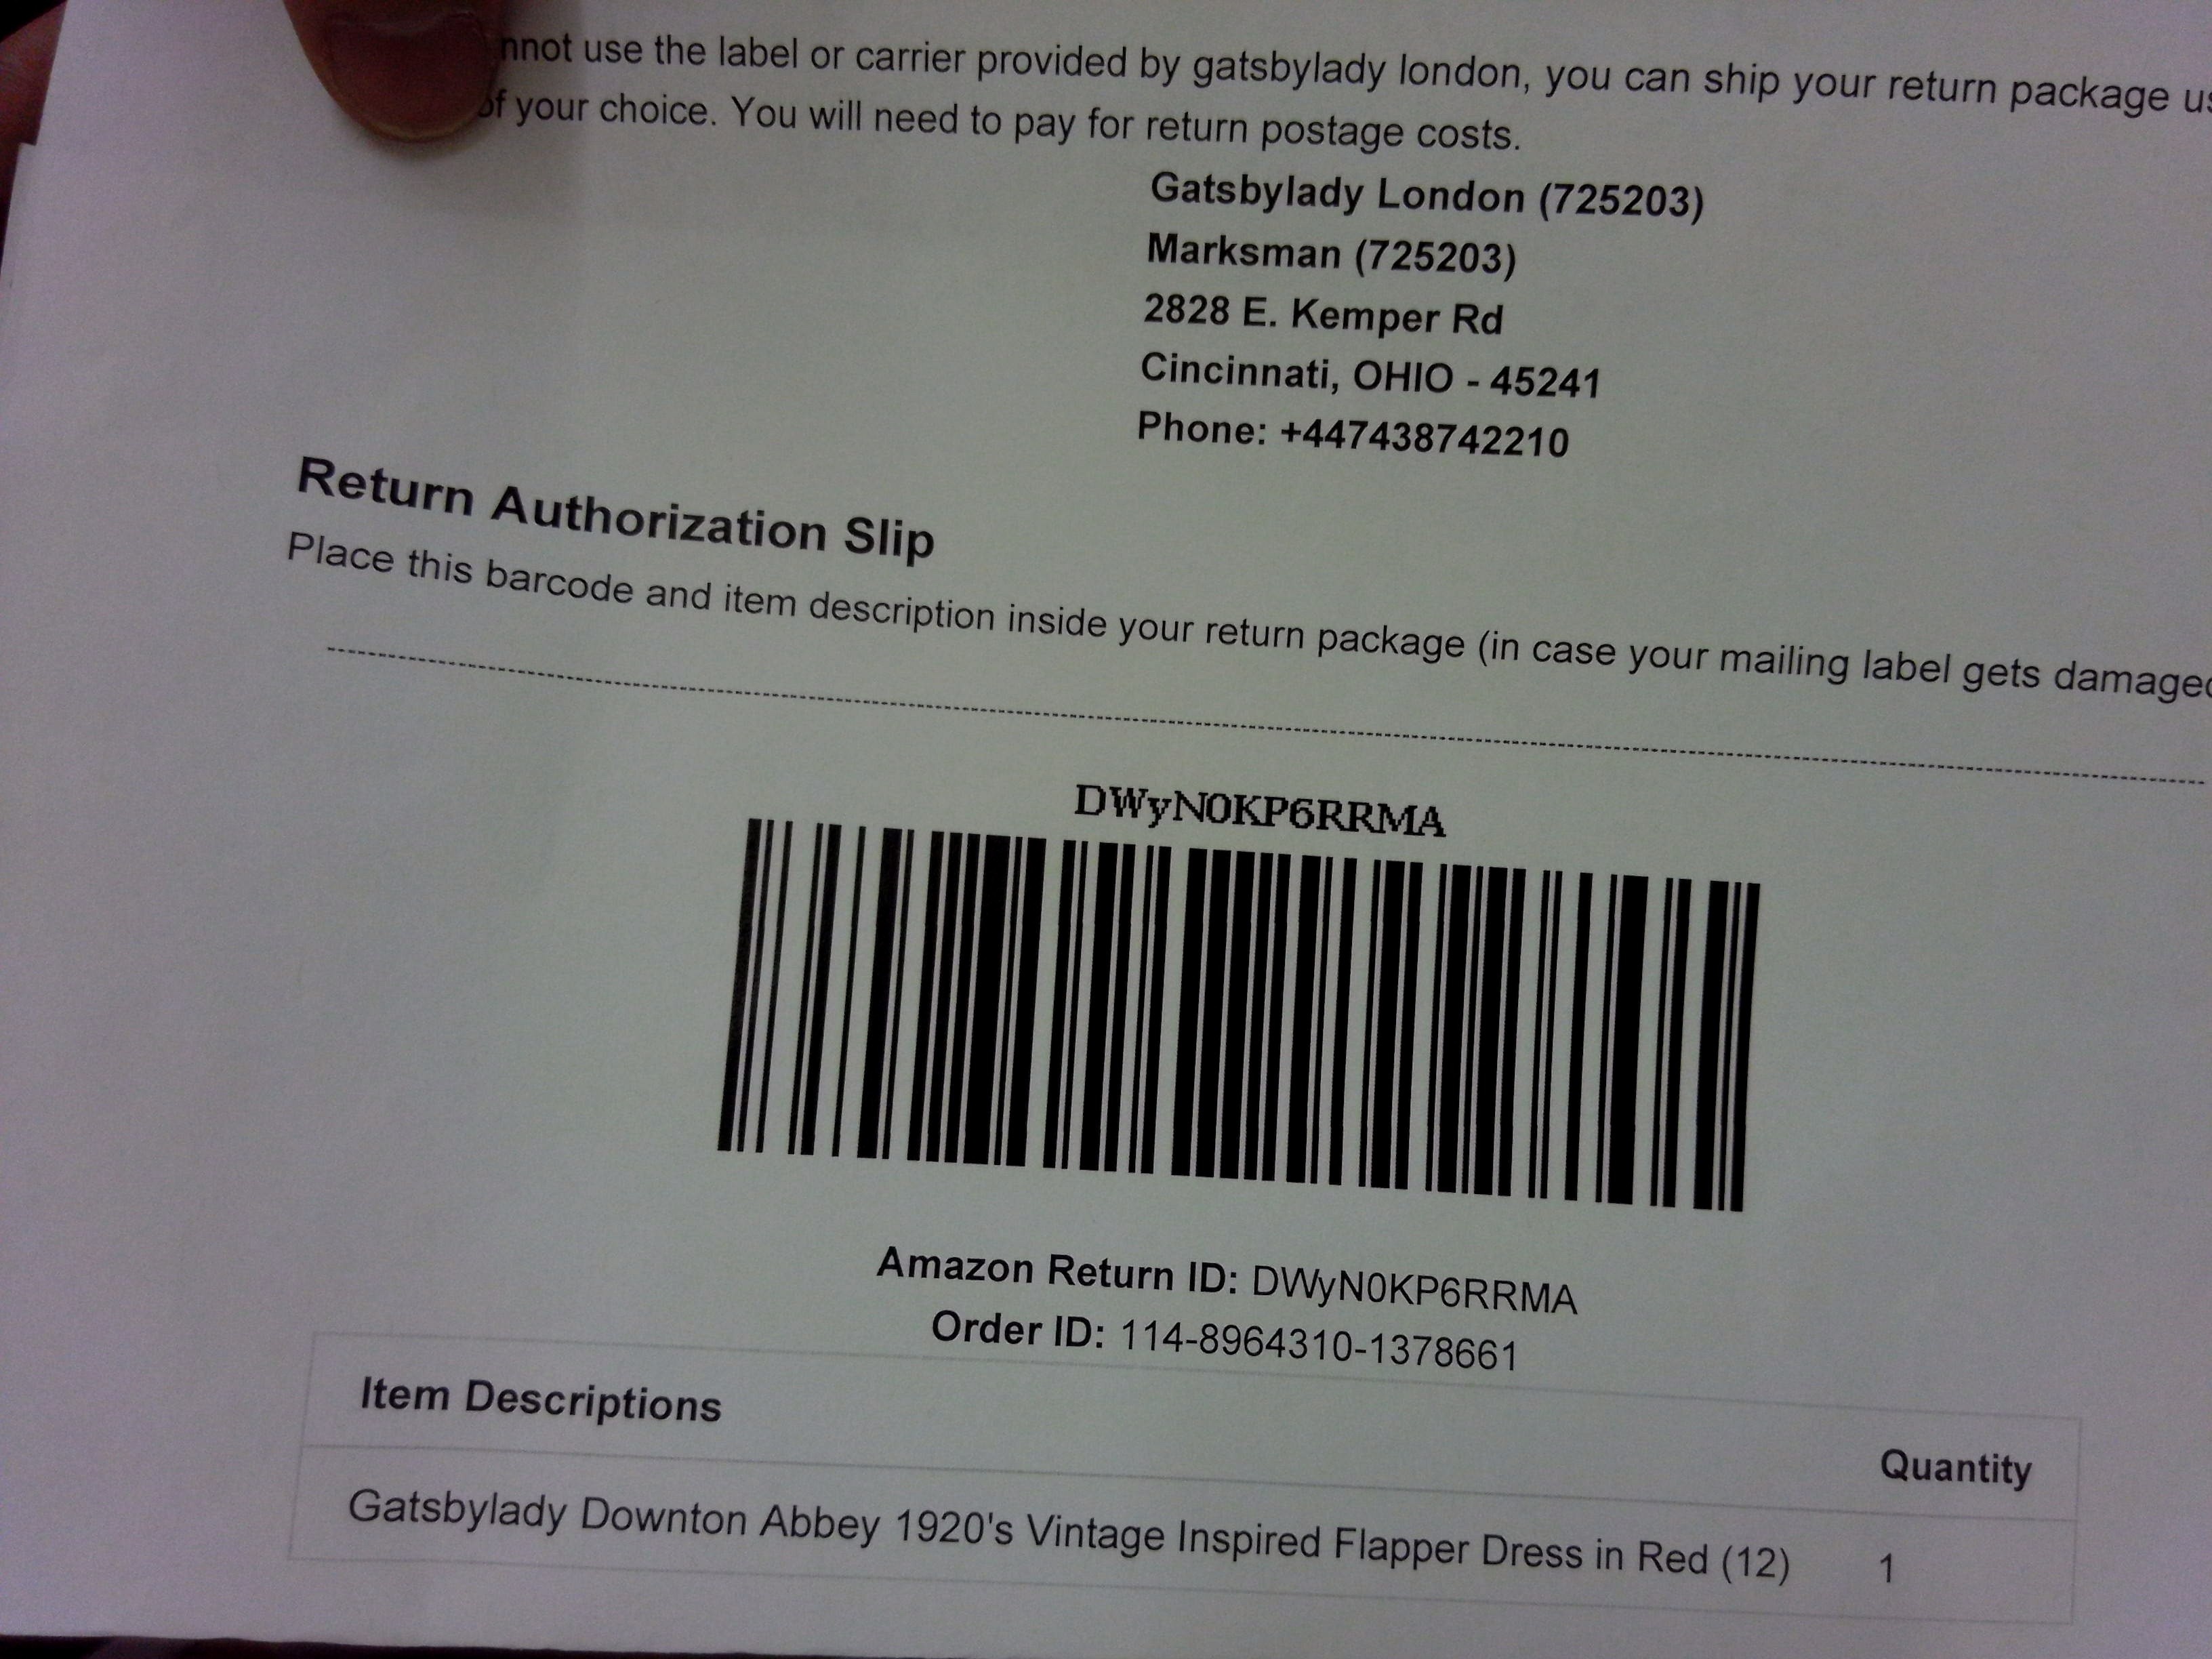 nnot use the label or carrier provided by gatsbylady london, you can ship your return package us
of your choice. You will need to pay for return postage costs.
Gatsbylady London (725203)
Marksman (725203)
2828 E. Kemper Rd
Cincinnati, OHIO - 45241
Phone: +447438742210
Return Authorization Slip
Place this barcode and item description inside your return package (in case your mailing label gets damaged
DWyN0KP6RRMA
Amazon Return ID: DWyN0KP6RRMA
Order ID: 114-8964310-1378661
Item Descriptions
Quantity
Gatsbylady Downton Abbey 1920's Vintage Inspired Flapper Dress in Red (12) 1